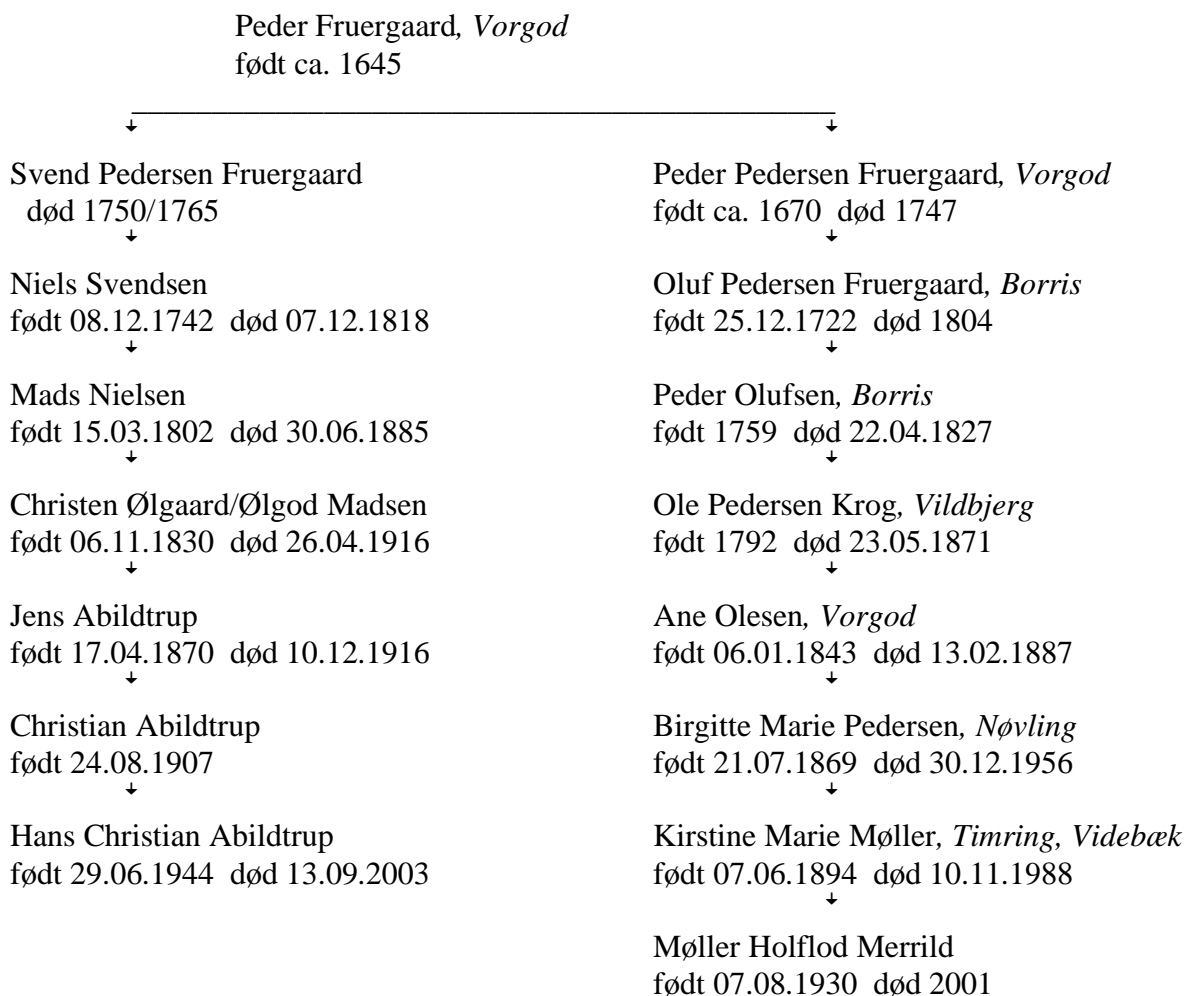 Peder Fruergaard, Vorgod
født ca. 1645
Svend Pedersen Fruergaard
død 1750/1765
Niels Svendsen
født 08.12.1742 død 07.12.1818
Mads Nielsen
født 15.03.1802 død 30.06.1885
Christen Ølgaard/Ølgod Madsen
født 06.11.1830 død 26.04.1916
Jens Abildtrup
født 17.04.1870 død 10.12.1916
Christian Abildtrup
født 24.08.1907
Hans Christian Abildtrup
født 29.06.1944 død 13.09.2003
Peder Pedersen Fruergaard, Vorgod
født ca. 1670 død 1747
Oluf Pedersen Fruergaard, Borris
født 25.12.1722 død 1804
Peder Olufsen, Borris
født 1759 død 22.04.1827
Ole Pedersen Krog, Vildbjerg
født 1792 død 23.05.1871
Ane Olesen, Vorgod
født 06.01.1843 død 13.02.1887
Birgitte Marie Pedersen, Nøvling
født 21.07.1869 død 30.12.1956
Kirstine Marie Møller, Timring, Videbæk
født 07.06.1894 død 10.11.1988
Møller Holflod Merrild
født 07.08.1930 død 2001